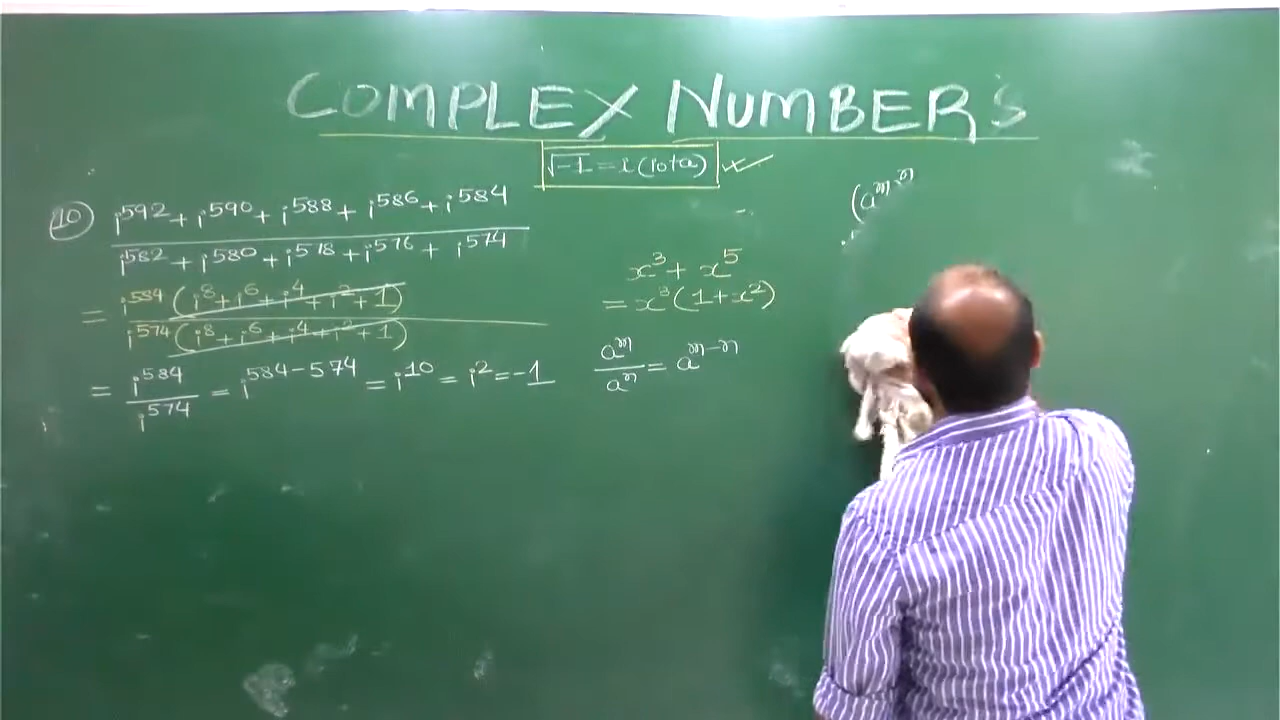 COMPLEX NUMBERS
√-1 = i (iota)
(10) i^592 + i^590 + i^588 + i^586 + i^584
i^582 + i^580 + i^578 + i^576 + i^574
= i^584 (i^8 + i^6 + i^4 + i^2 + 1)
i^574 (i^8 + i^6 + i^4 + i^2 + 1)
= i^584 / i^574 = i^584-574 = i^10 = i^2 = -1
x^3 + x^5
= x^3 (1 + x^2)
a^m / a^n = a^m-n
(a^m